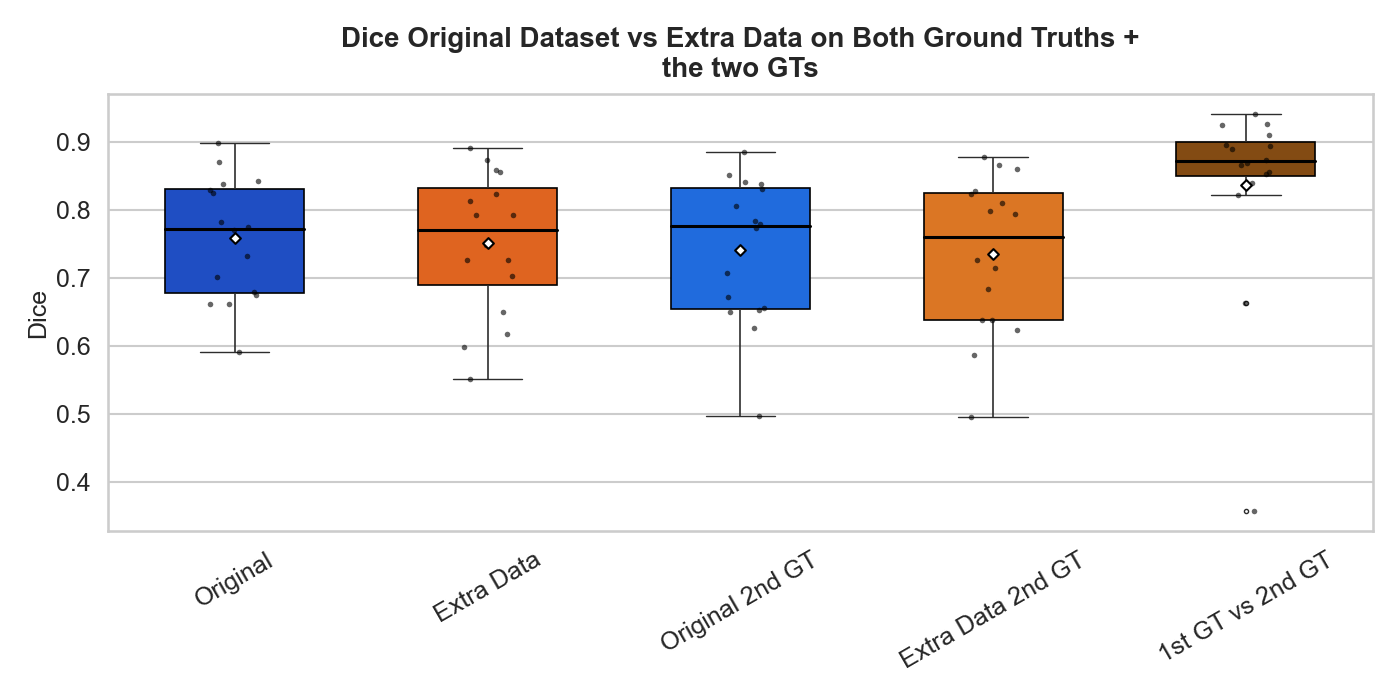 Dice Original Dataset vs Extra Data on Both Ground Truths +
the two GTs
Dice
0.9
0.8
0.7
0.6
0.5
0.4
Original
Extra Data
Original 2nd GT
Extra Data 2nd GT
1st GT vs 2nd GT